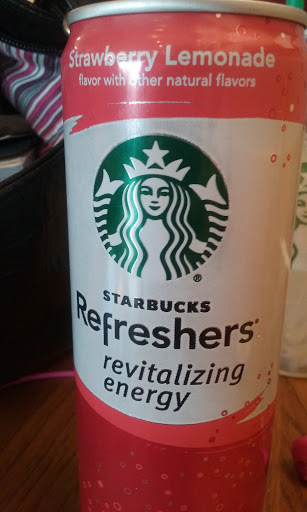 Strawberry Lemonade
flavor with other natural flavors
®
STARBUCKS
Refreshers®
revitalizing
energy